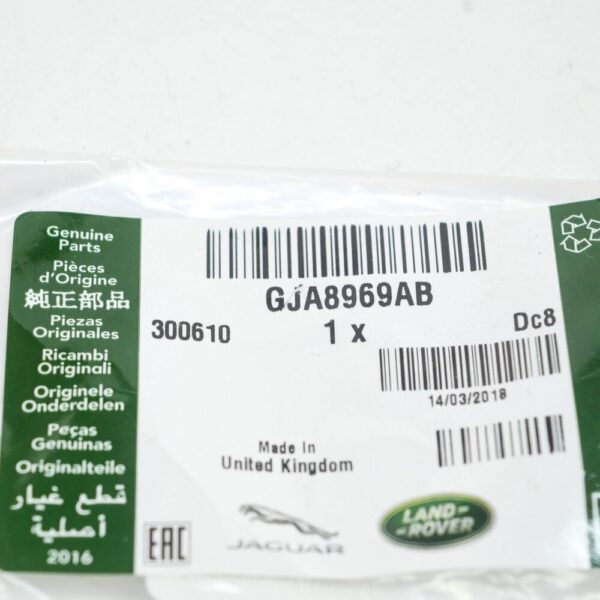 Genuine
Parts
Pièces
d'Origine
純正部品
Piezas
Originales
Ricambi
Originali
Originele
Onderdelen
Peças
Genuinas
Originalteile
قطع غيار
أصلية
2016
GJA8969AB
300610
1 x
Dc8
14/03/2018
Made In
United Kingdom
EAC
JAGUAR
LAND-
-ROVER